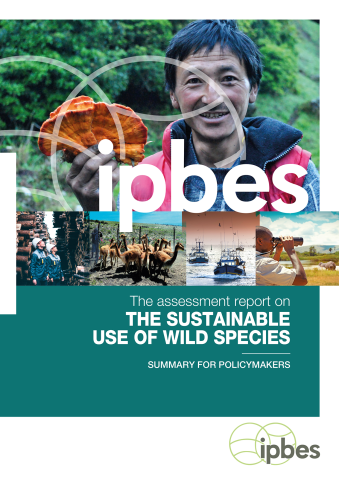 ipbes
The assessment report on
THE SUSTAINABLE
USE OF WILD SPECIES
SUMMARY FOR POLICYMAKERS
ipbes